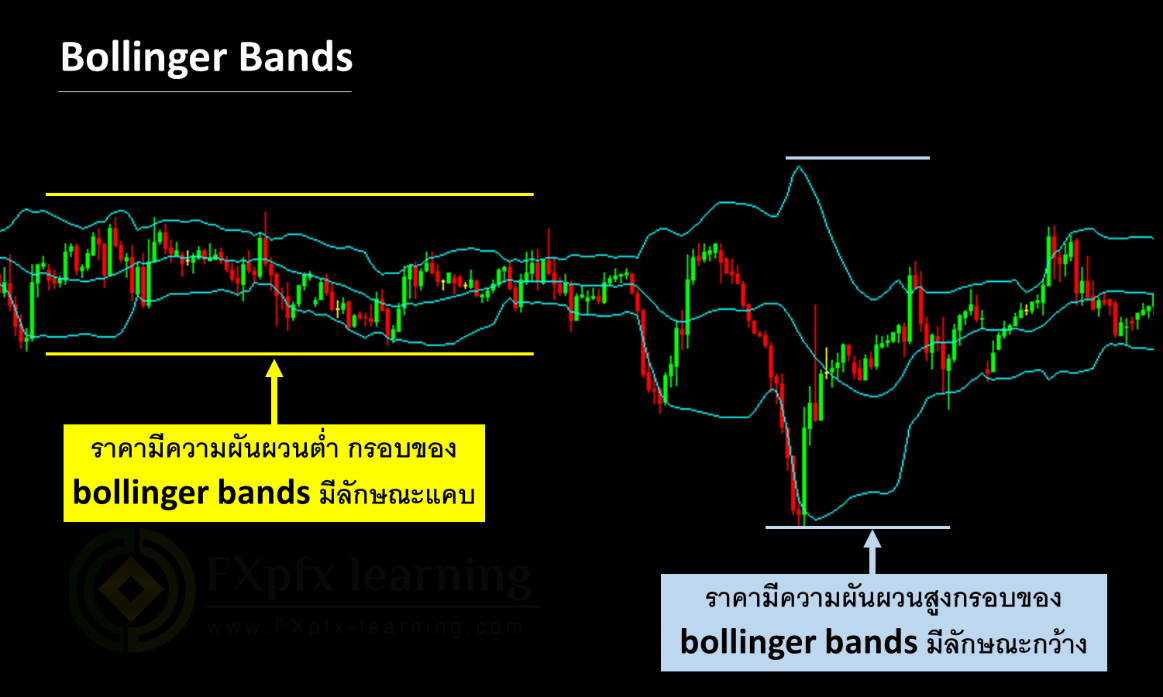 Bollinger Bands
ราคามีความผันผวนต่ำ กรอบของ
bollinger bands มีลักษณะแคบ
FXpfx learning
www.FXpfx-learning.com
ราคามีความผันผวนสูงกรอบของ
bollinger bands มีลักษณะกว้าง